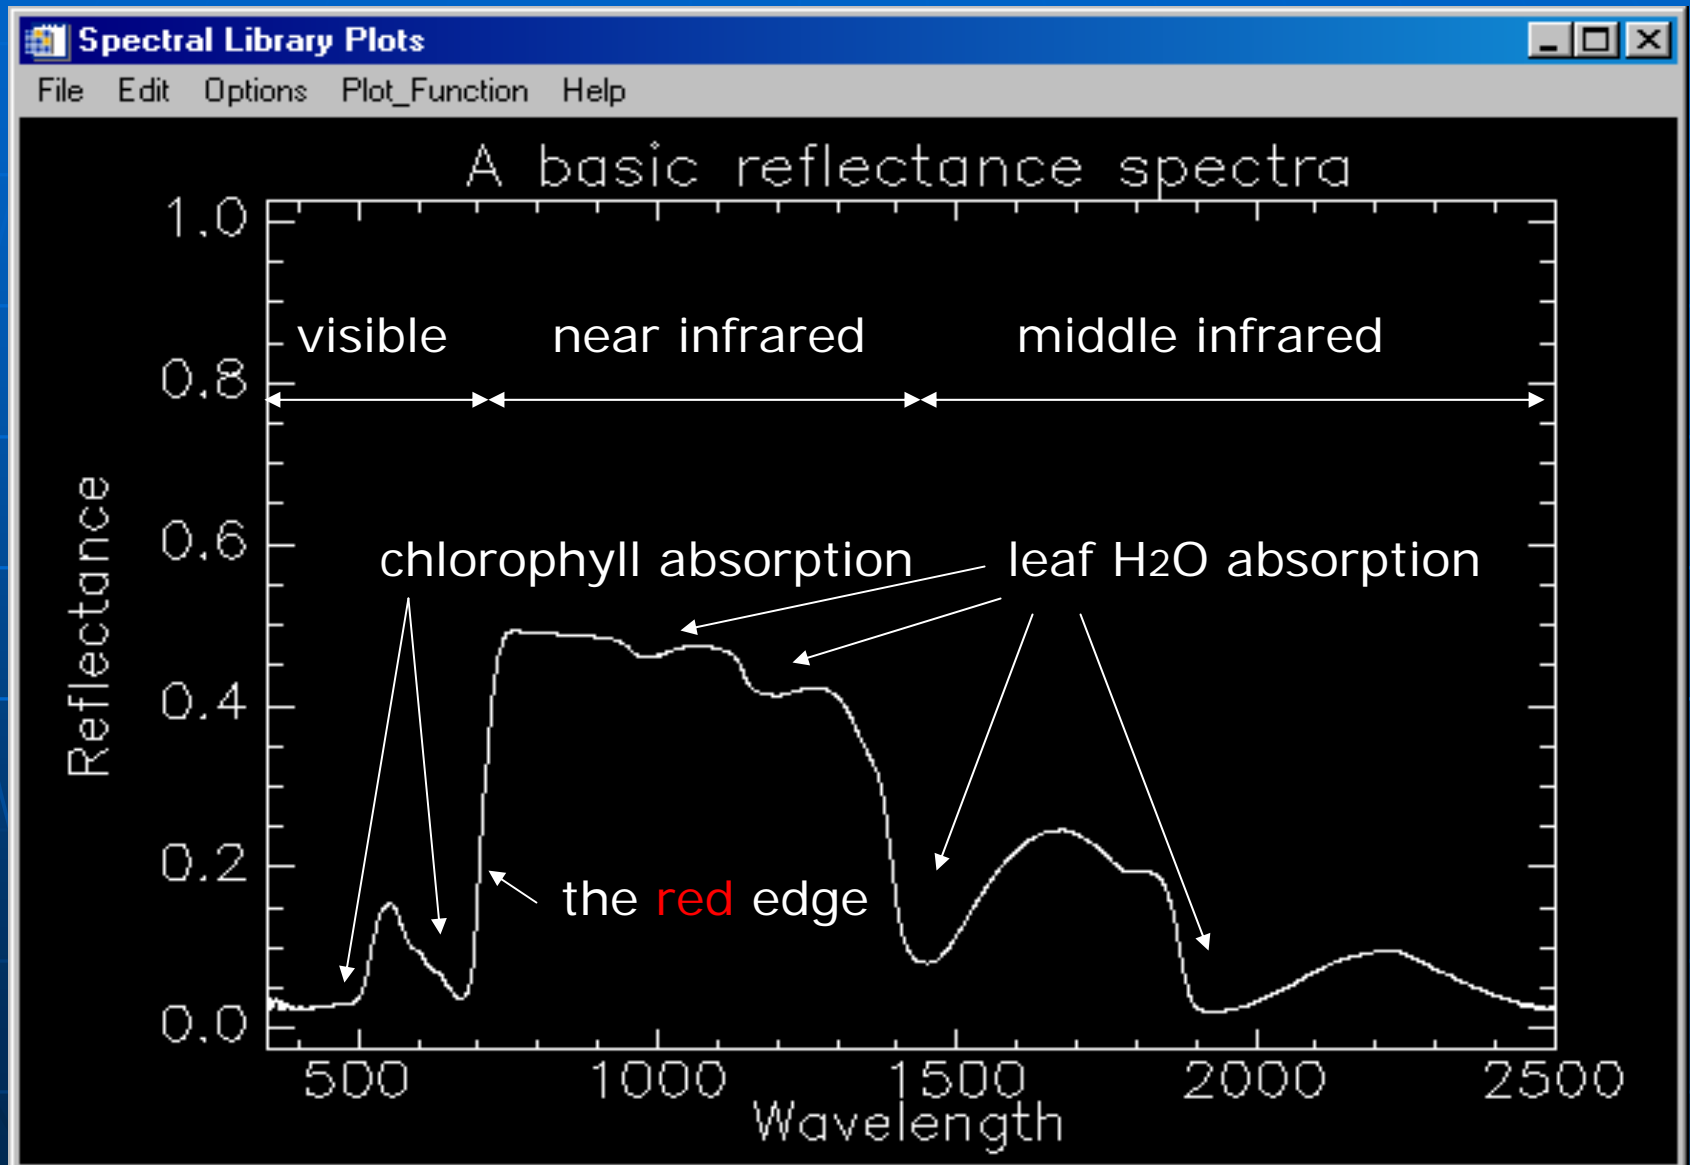 Spectral Library Plots
File Edit Options Plot_Function Help
A basic reflectance spectra
1.0
visible near infrared middle infrared
0.8
Reflectance
0.6
chlorophyll absorption leaf H2O absorption
0.4
0.2
the red edge
0.0
500 1000 1500 2000 2500
Wavelength